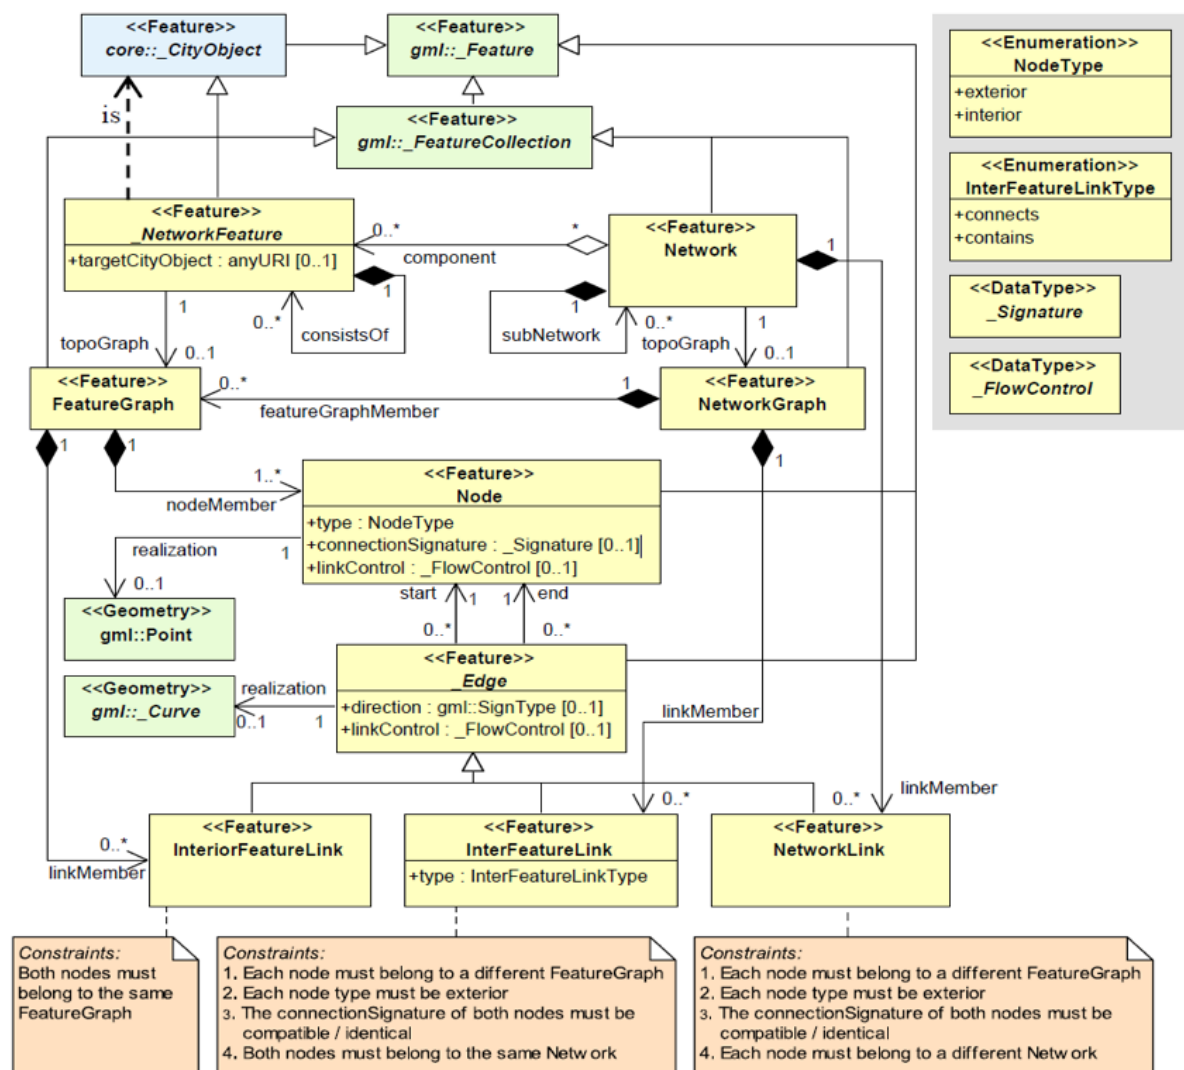 <<Feature>>
core::_CityObject
<<Feature>>
gml::_Feature
<<Enumeration>>
NodeType
+exterior
+interior
is
<<Feature>>
gml::_FeatureCollection
<<Enumeration>>
InterFeatureLinkType
+connects
+contains
<<Feature>>
_NetworkFeature
+targetCityObject : anyURI [0..1]
0..*
*
component
<<Feature>>
Network
1
<<DataType>>
_Signature
1
0..*
consistsOf
1
subNetwork
0..*
1
topoGraph
0..1
1
topoGraph
0..1
<<DataType>>
_FlowControl
<<Feature>>
FeatureGraph
0..*
featureGraphMember
1
<<Feature>>
NetworkGraph
1
1
1
1..*
nodeMember
<<Feature>>
Node
+type : NodeType
+connectionSignature : _Signature [0..1]
+linkControl : _FlowControl [0..1]
realization
1
0..1
<<Geometry>>
gml::Point
start
1
1
end
0..*
0..*
<<Feature>>
_Edge
+direction : gml::SignType [0..1]
+linkControl : _FlowControl [0..1]
<<Geometry>>
gml::_Curve
realization
0..1
1
linkMember
0..*
linkMember
0..*
0..*
linkMember
<<Feature>>
InteriorFeatureLink
<<Feature>>
InterFeatureLink
+type : InterFeatureLinkType
<<Feature>>
NetworkLink
Constraints:
Both nodes must
belong to the same
FeatureGraph
Constraints:
1. Each node must belong to a different FeatureGraph
2. Each node type must be exterior
3. The connectionSignature of both nodes must be
compatible / identical
4. Both nodes must belong to the same Network
Constraints:
1. Each node must belong to a different FeatureGraph
2. Each node type must be exterior
3. The connectionSignature of both nodes must be
compatible / identical
4. Each node must belong to a different Network